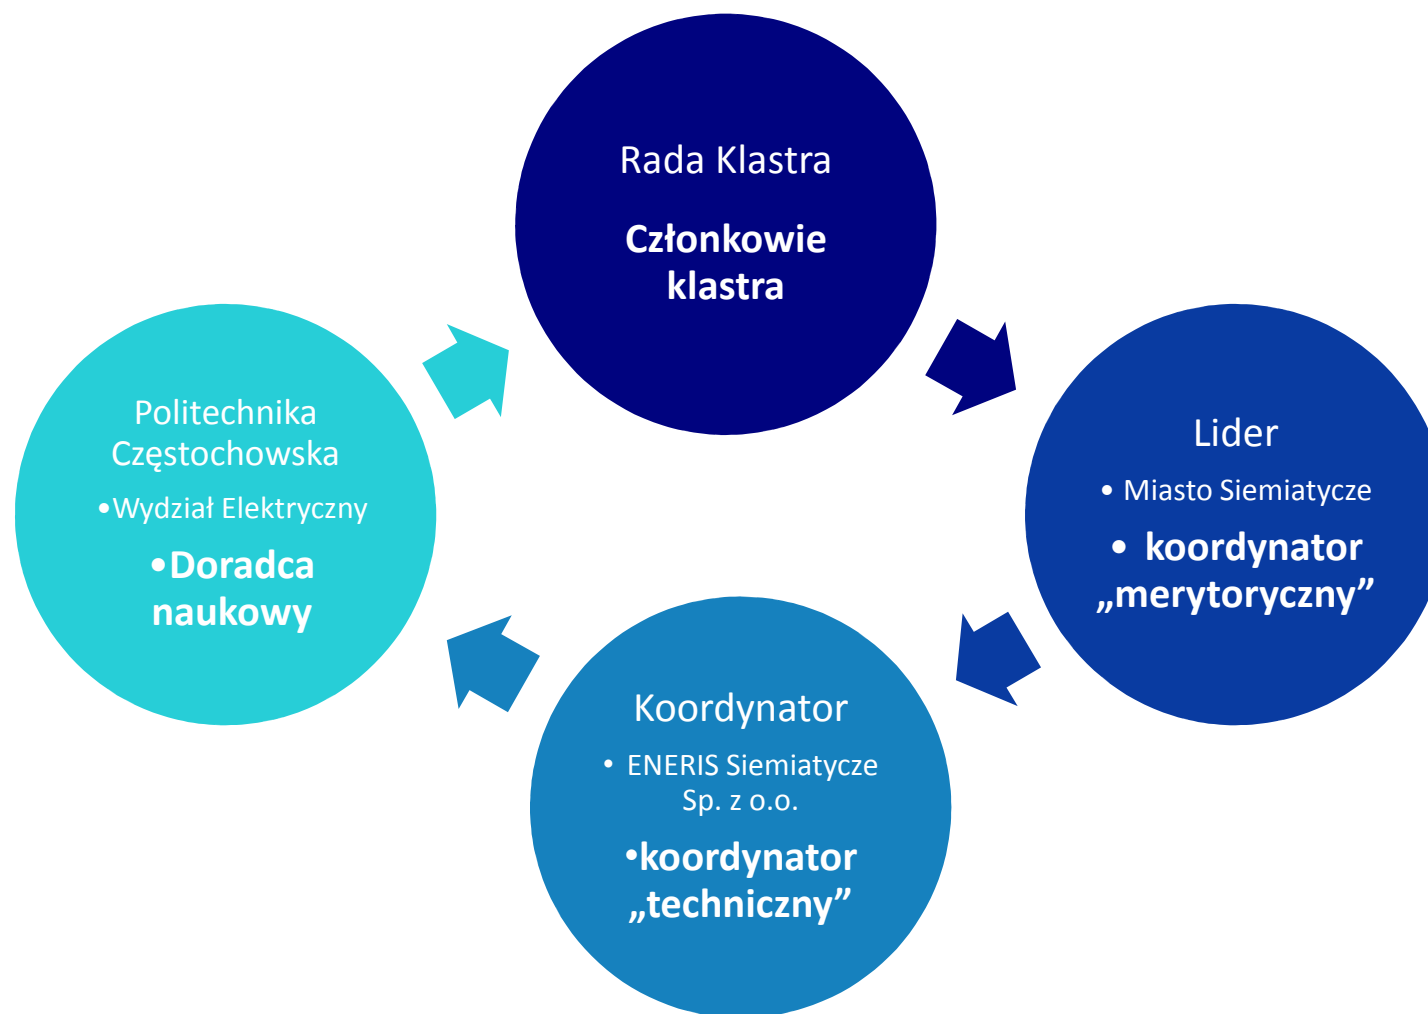 Rada Klastra
Członkowie
klastra
Lider
• Miasto Siemiatycze
• koordynator
„merytoryczny”
Koordynator
• ENERIS Siemiatycze
Sp. z o.o.
•koordynator
„techniczny”
Politechnika
Częstochowska
•Wydział Elektryczny
•Doradca
naukowy